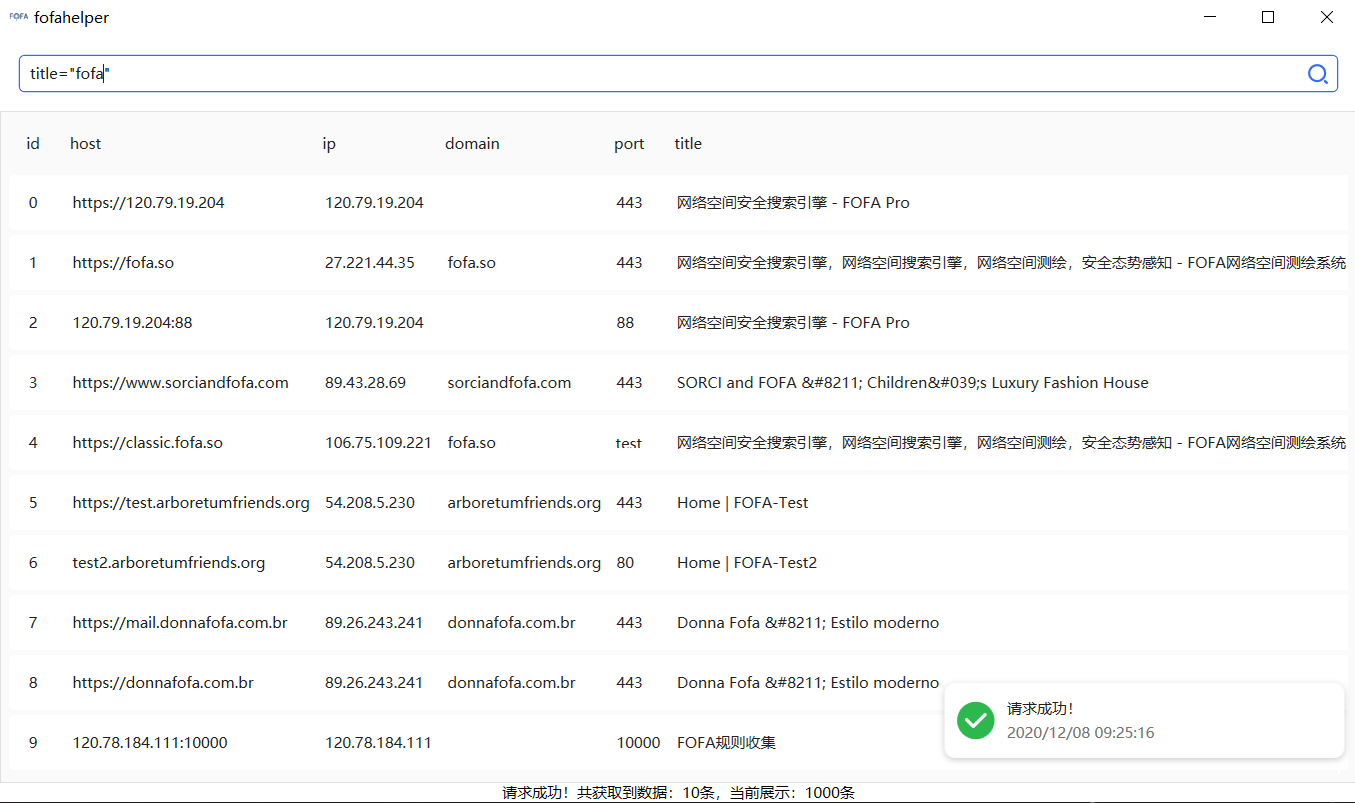 FOFA fofahelper
title="fofa"
id host ip domain port title
0 https://120.79.19.204 120.79.19.204 443 网络空间安全搜索引擎 - FOFA Pro
1 https://fofa.so 27.221.44.35 fofa.so 443 网络空间安全搜索引擎，网络空间搜索引擎，网络空间测绘，安全态势感知 - FOFA网络空间测绘系统
2 120.79.19.204:88 120.79.19.204 88 网络空间安全搜索引擎 - FOFA Pro
3 https://www.sorciandfofa.com 89.43.28.69 sorciandfofa.com 443 SORCI and FOFA &#8211; Children&#039;s Luxury Fashion House
4 https://classic.fofa.so 106.75.109.221 fofa.so test 网络空间安全搜索引擎，网络空间搜索引擎，网络空间测绘，安全态势感知 - FOFA网络空间测绘系统
5 https://test.arboretumfriends.org 54.208.5.230 arboretumfriends.org 443 Home | FOFA-Test
6 test2.arboretumfriends.org 54.208.5.230 arboretumfriends.org 80 Home | FOFA-Test2
7 https://mail.donnafofa.com.br 89.26.243.241 donnafofa.com.br 443 Donna Fofa &#8211; Estilo moderno
8 https://donnafofa.com.br 89.26.243.241 donnafofa.com.br 443 Donna Fofa &#8211; Estilo moderno
9 120.78.184.111:10000 120.78.184.111 10000 FOFA规则收集
请求成功！
2020/12/08 09:25:16
请求成功！共获取到数据：10条，当前展示：1000条